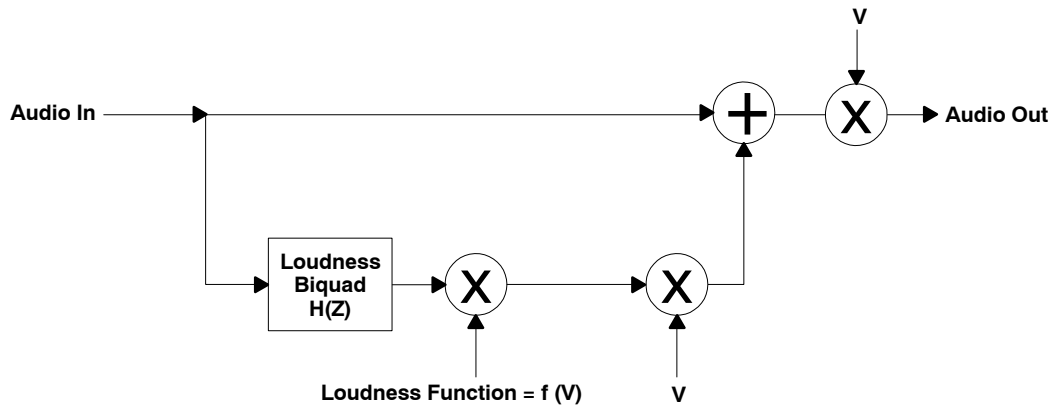 V
Audio In
+
X
Audio Out
Loudness
Biquad
H(Z)
X
X
Loudness Function = f (V)
V